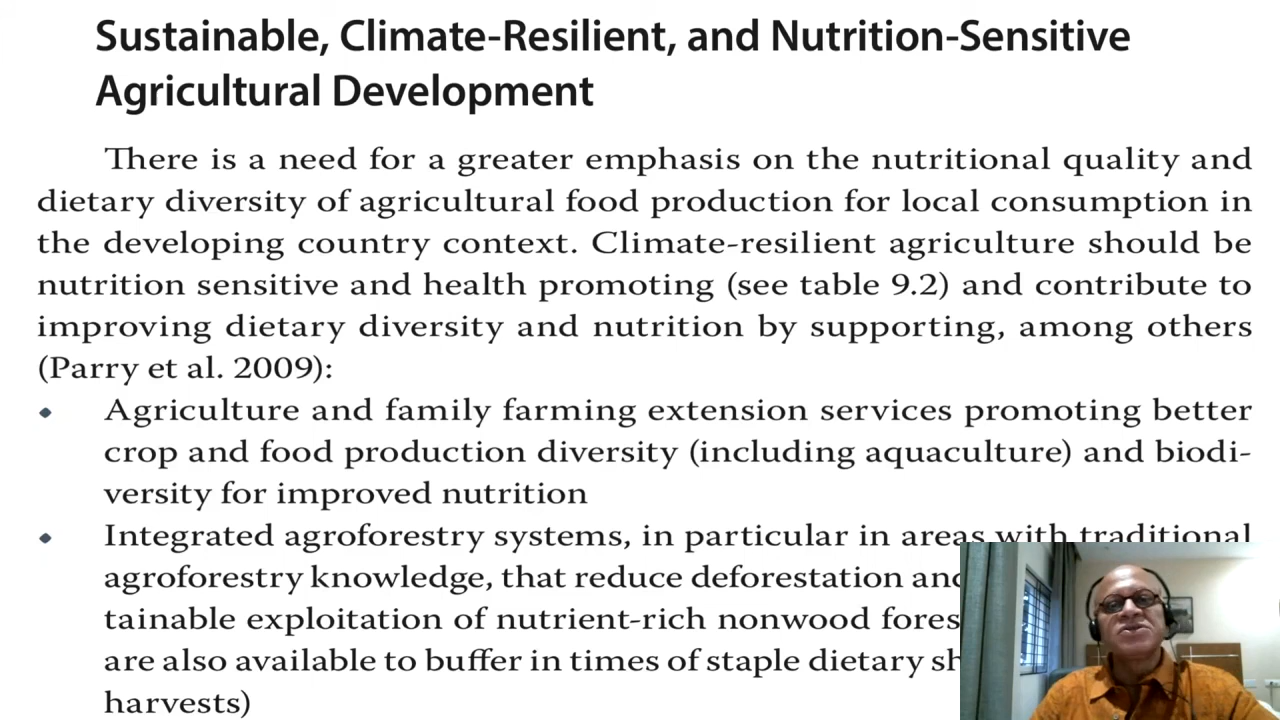 Sustainable, Climate-Resilient, and Nutrition-Sensitive
Agricultural Development
There is a need for a greater emphasis on the nutritional quality and
dietary diversity of agricultural food production for local consumption in
the developing country context. Climate-resilient agriculture should be
nutrition sensitive and health promoting (see table 9.2) and contribute to
improving dietary diversity and nutrition by supporting, among others
(Parry et al. 2009):
Agriculture and family farming extension services promoting better
crop and food production diversity (including aquaculture) and biodi-
versity for improved nutrition
Integrated agroforestry systems, in particular in areas with traditional
agroforestry knowledge, that reduce deforestation
tainable exploitation of nutrient-rich nonwood
are also available to buffer in times of staple dietary
harvests)